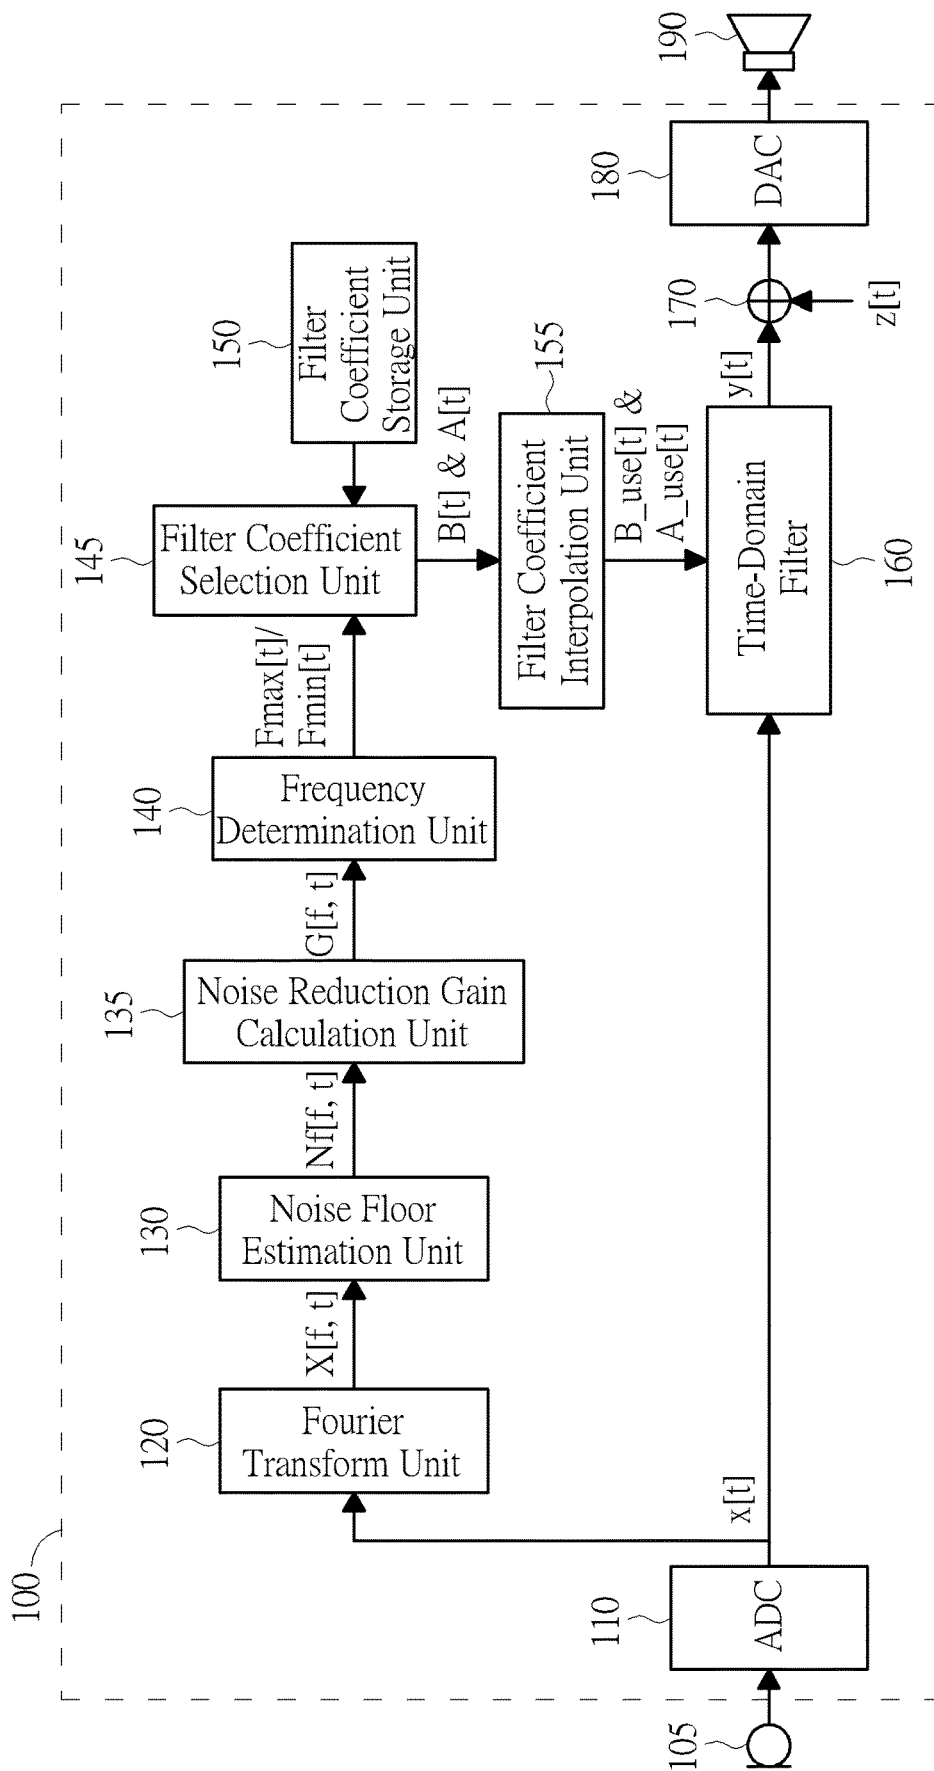 100
105
110
ADC
x[t]
120
Fourier
Transform Unit
X[f, t]
130
Noise Floor
Estimation Unit
Nf[f, t]
135
Noise Reduction Gain
Calculation Unit
G[f, t]
140
Frequency
Determination Unit
Fmax[t]/
Fmin[t]
145
Filter Coefficient
Selection Unit
150
Filter
Coefficient
Storage Unit
B[t] & A[t]
155
Filter Coefficient
Interpolation Unit
B_use[t] &
A_use[t]
Time-Domain
Filter
160
y[t]
170
z[t]
180
DAC
190